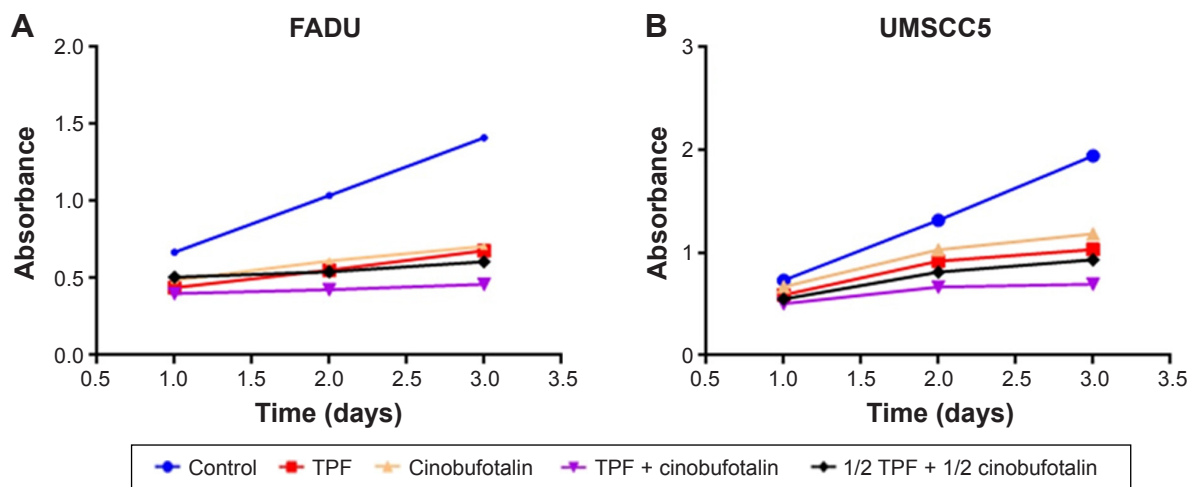 A
FADU
2.0
1.5
1.0
0.5
0.0
Absorbance
0.5 1.0 1.5 2.0 2.5 3.0 3.5
Time (days)
B
UMSCC5
3
2
1
0
Absorbance
0.5 1.0 1.5 2.0 2.5 3.0 3.5
Time (days)
Control TPF Cinobufotalin TPF + cinobufotalin 1/2 TPF + 1/2 cinobufotalin